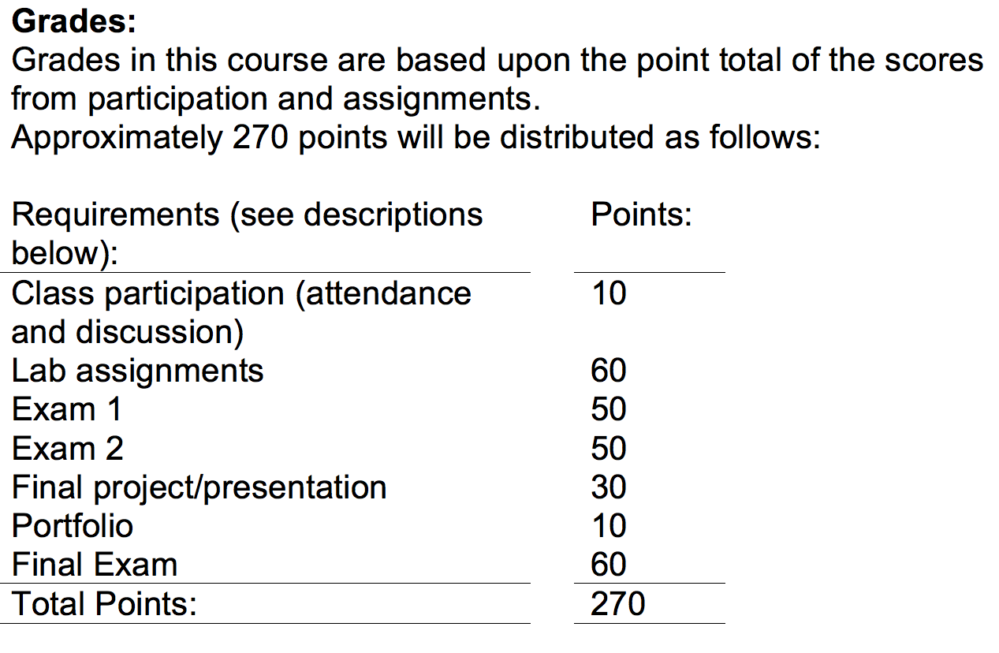 Grades:
Grades in this course are based upon the point total of the scores
from participation and assignments.
Approximately 270 points will be distributed as follows:
Requirements (see descriptions below): Points:
Class participation (attendance and discussion) 10
Lab assignments 60
Exam 1 50
Exam 2 50
Final project/presentation 30
Portfolio 10
Final Exam 60
Total Points: 270